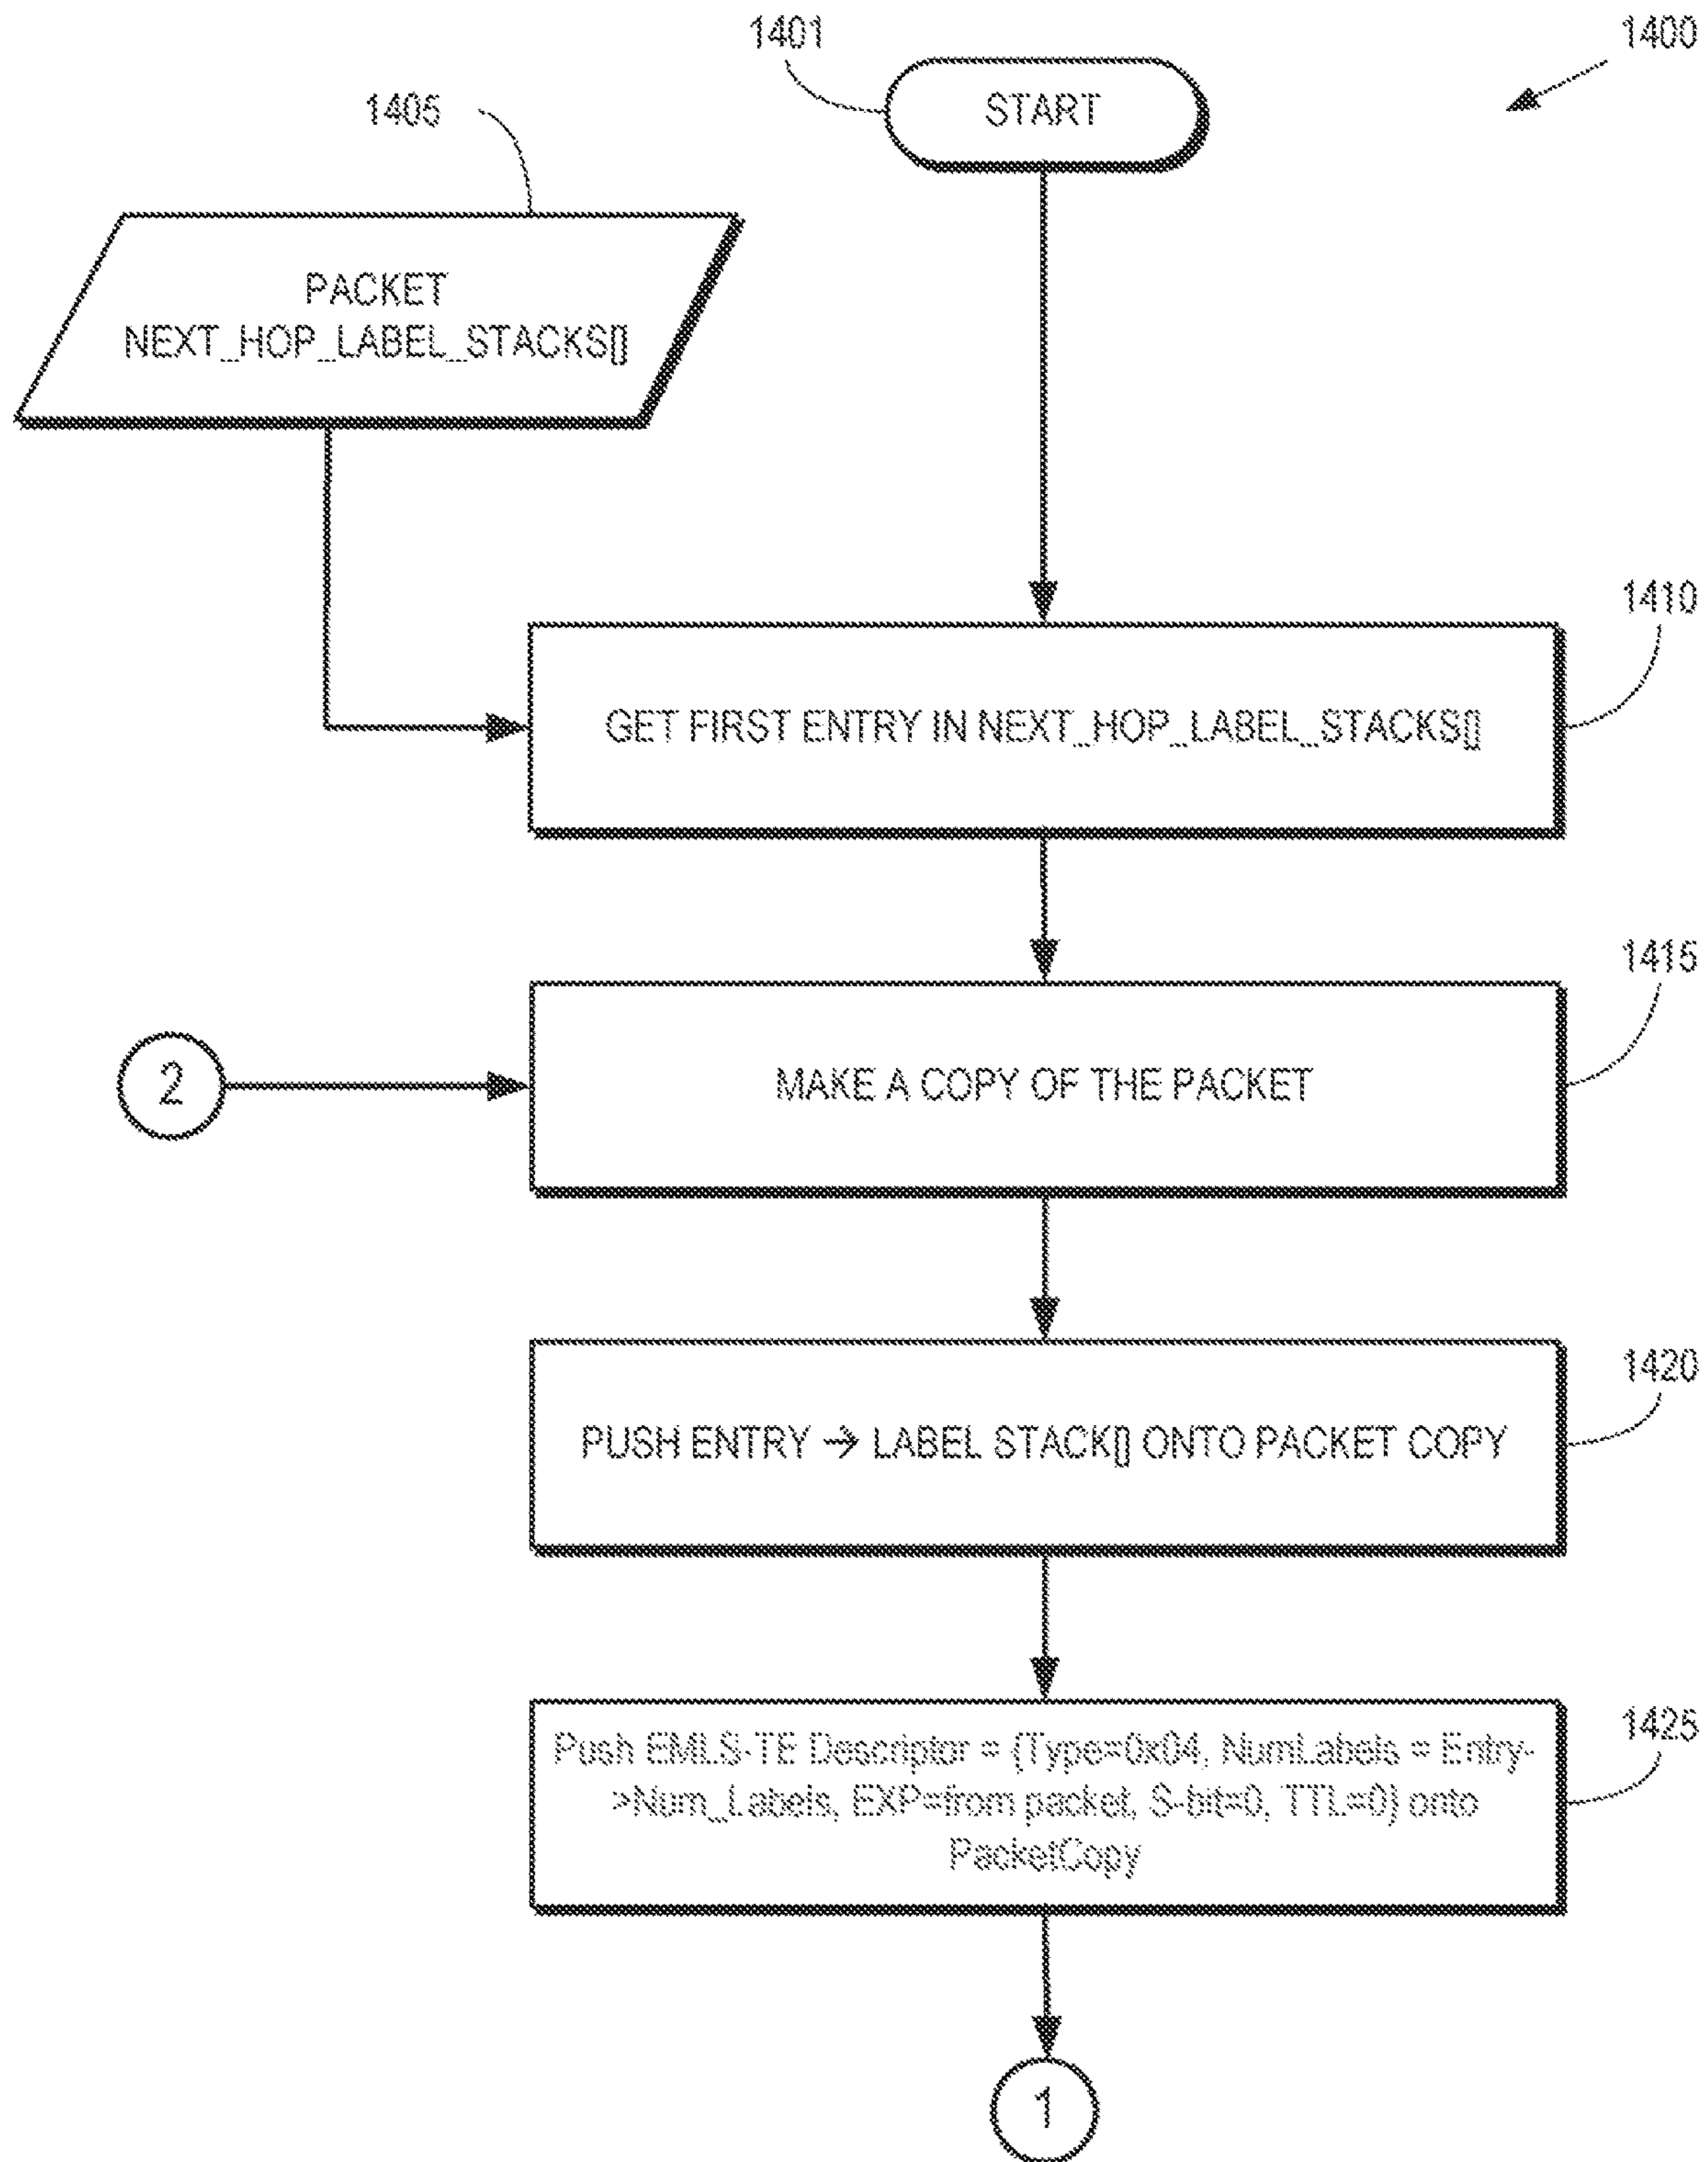 1401
1400
START
1405
PACKET
NEXT_HOP_LABEL_STACKS[]
1410
GET FIRST ENTRY IN NEXT_HOP_LABEL_STACKS[]
1415
2
MAKE A COPY OF THE PACKET
1420
PUSH ENTRY → LABEL STACK[] ONTO PACKET COPY
1425
Push EMLS-TE Descriptor = {Type=0x04, NumLabels = Entry-
>Num_Labels, EXP=from packet, S-bit=0, TTL=0} onto
PacketCopy
1